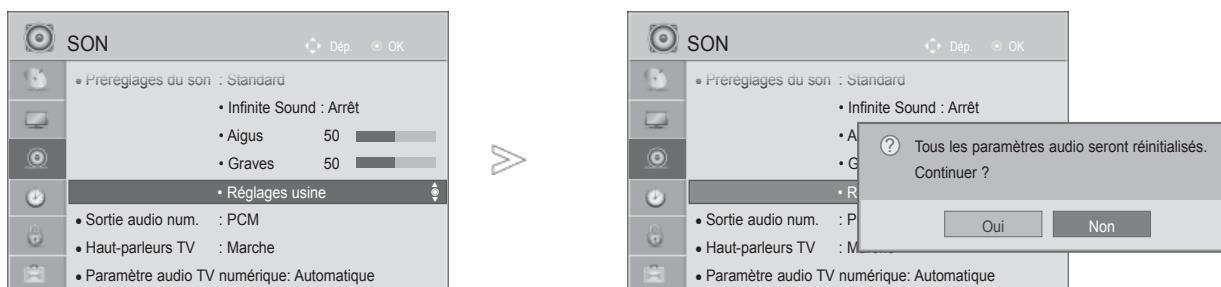 SON Dép. OK
Préréglages du son : Standard
• Infinite Sound : Arrêt
• Aigus 50
• Graves 50
• Réglages usine
• Sortie audio num. : PCM
• Haut-parleurs TV : Marche
• Paramètre audio TV numérique: Automatique
SON Dép. OK
Préréglages du son : Standard
• Infinite Sound : Arrêt
• A
• G
• R
• Sortie audio num. : P
• Haut-parleurs TV : M
• Paramètre audio TV numérique: Automatique
? Tous les paramètres audio seront réinitialisés.
Continuer ?
Oui Non